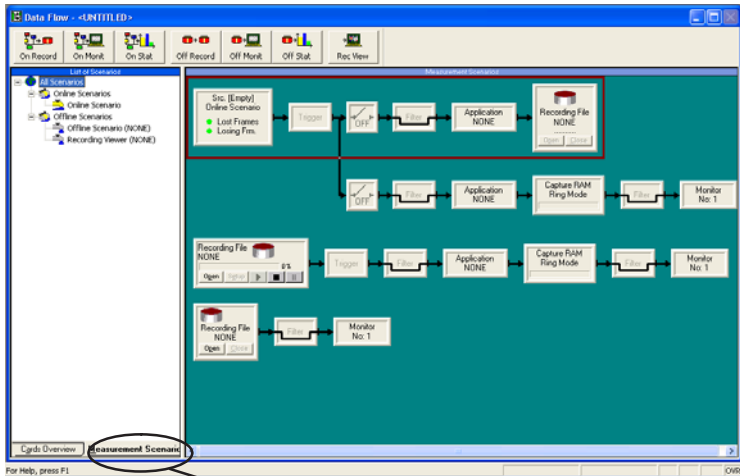 Data Flow - <UNTITLED>
On Record
On Monit
On Stat
Off Record
Off Monit
Off Stat
Rec View
List of Scenarios
Measurement Scenarios
All Scenarios
Online Scenarios
Online Scenario
Offline Scenarios
Offline Scenario (NONE)
Recording Viewer (NONE)
Src. [Empty]
Online Scenario
Lost Frames
Losing Frm.
Trigger
OFF
Filter
Application
NONE
Recording File
NONE
Open
Close
OFF
Filter
Application
NONE
Capture RAM
Ring Mode
Filter
Monitor
No: 1
Recording File
NONE
0%
Open
Setup
Trigger
Filter
Application
NONE
Capture RAM
Ring Mode
Filter
Monitor
No: 1
Recording File
NONE
Open
Close
Filter
Monitor
No: 1
Cards Overview
Measurement Scenario
For Help, press F1
OVR